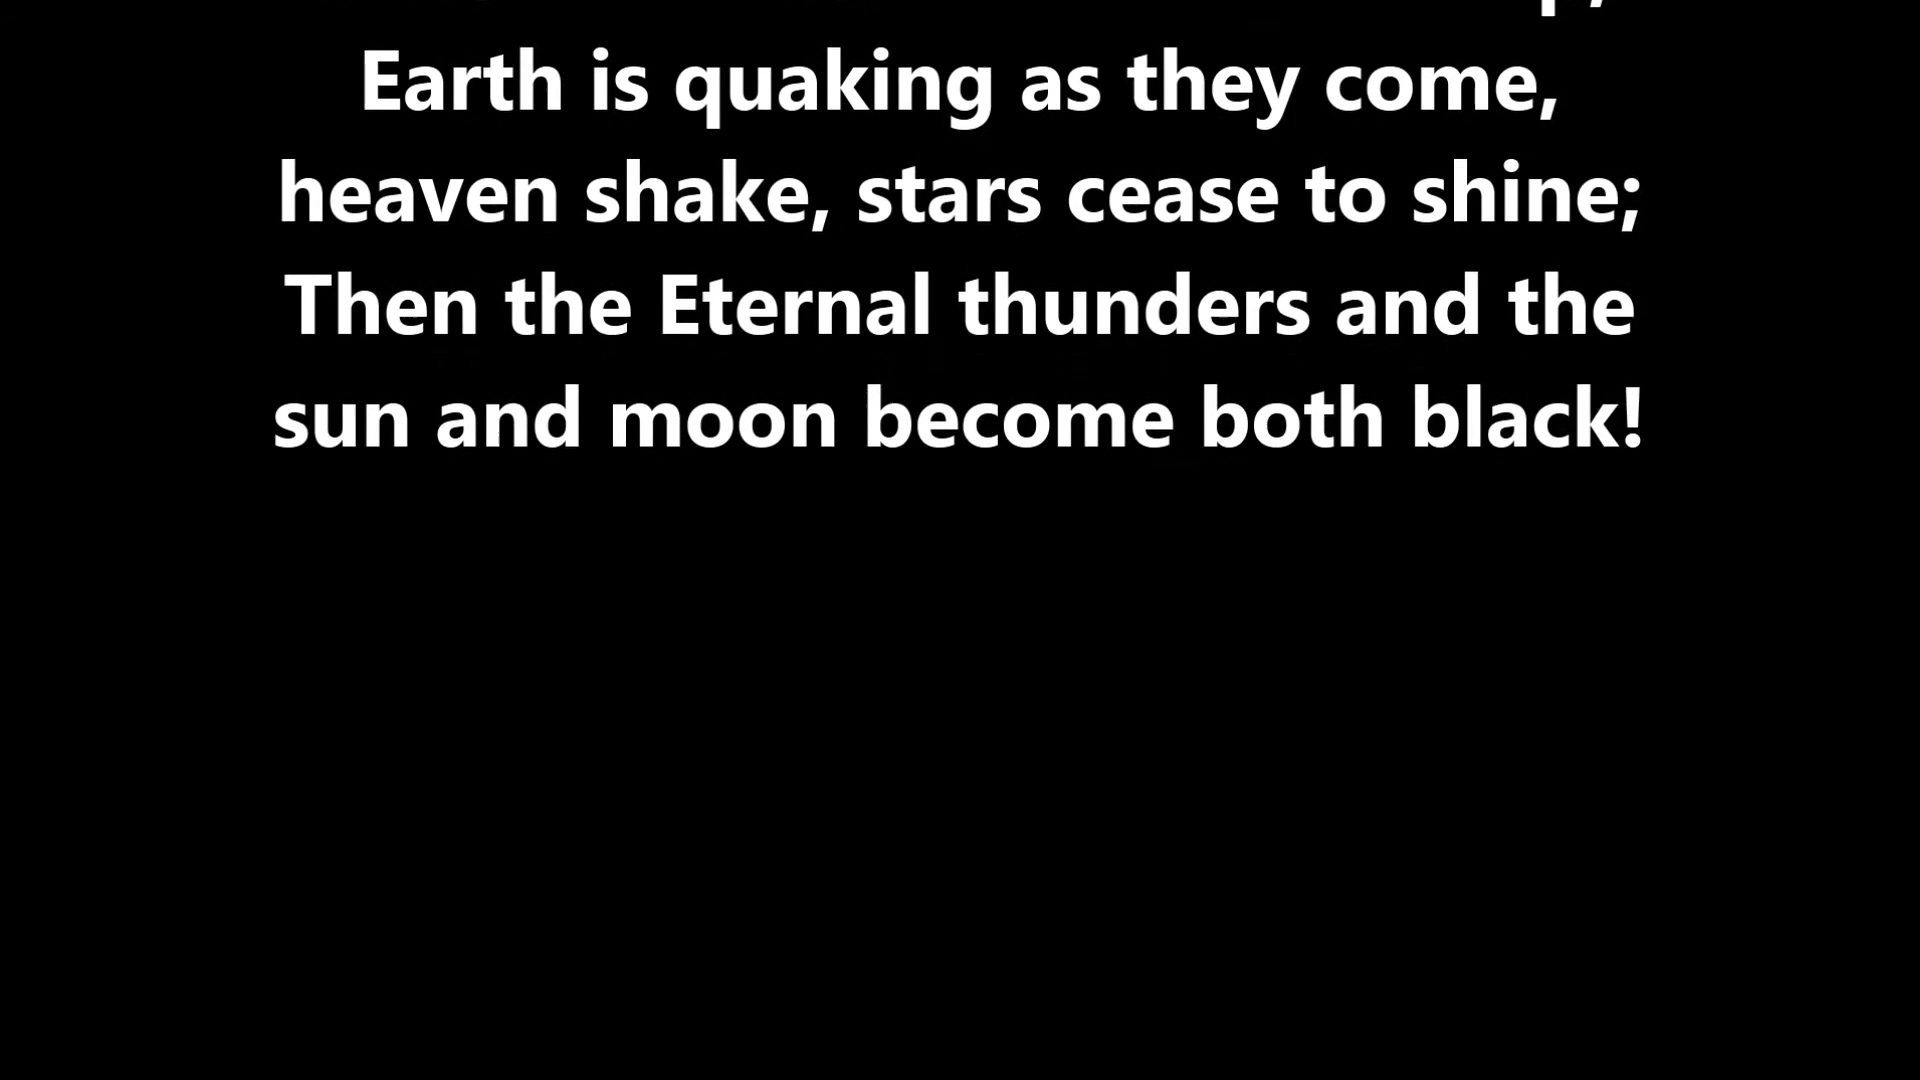 Earth is quaking as they come,
heaven shake, stars cease to shine;
Then the Eternal thunders and the
sun and moon become both black!